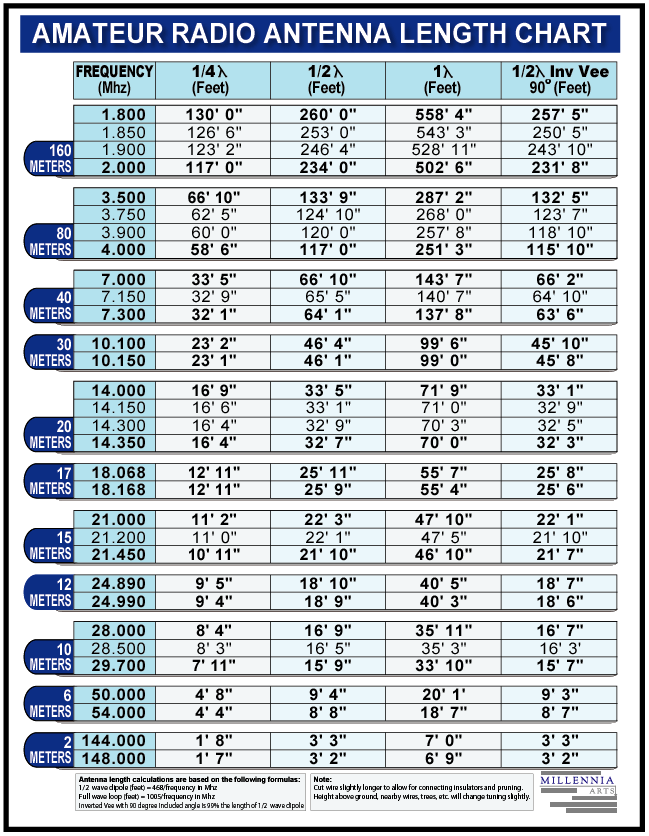 AMATEUR RADIO ANTENNA LENGTH CHART
FREQUENCY (Mhz) 1/4 λ (Feet) 1/2 λ (Feet) 1λ (Feet) 1/2λ Inv Vee 90° (Feet)
160 METERS
1.800 130' 0" 260' 0" 558' 4" 257' 5"
1.850 126' 6" 253' 0" 543' 3" 250' 5"
1.900 123' 2" 246' 4" 528' 11" 243' 10"
2.000 117' 0" 234' 0" 502' 6" 231' 8"
80 METERS
3.500 66' 10" 133' 9" 287' 2" 132' 5"
3.750 62' 5" 124' 10" 268' 0" 123' 7"
3.900 60' 0" 120' 0" 257' 8" 118' 10"
4.000 58' 6" 117' 0" 251' 3" 115' 10"
40 METERS
7.000 33' 5" 66' 10" 143' 7" 66' 2"
7.150 32' 9" 65' 5" 140' 7" 64' 10"
7.300 32' 1" 64' 1" 137' 8" 63' 6"
30 METERS
10.100 23' 2" 46' 4" 99' 6" 45' 10"
10.150 23' 1" 46' 1" 99' 0" 45' 8"
20 METERS
14.000 16' 9" 33' 5" 71' 9" 33' 1"
14.150 16' 6" 33' 1" 71' 0" 32' 9"
14.300 16' 4" 32' 9" 70' 3" 32' 5"
14.350 16' 4" 32' 7" 70' 0" 32' 3"
17 METERS
18.068 12' 11" 25' 11" 55' 7" 25' 8"
18.168 12' 11" 25' 9" 55' 4" 25' 6"
15 METERS
21.000 11' 2" 22' 3" 47' 10" 22' 1"
21.200 11' 0" 22' 1" 47' 5" 21' 10"
21.450 10' 11" 21' 10" 46' 10" 21' 7"
12 METERS
24.890 9' 5" 18' 10" 40' 5" 18' 7"
24.990 9' 4" 18' 9" 40' 3" 18' 6"
10 METERS
28.000 8' 4" 16' 9" 35' 11" 16' 7"
28.500 8' 3" 16' 5" 35' 3" 16' 3'
29.700 7' 11" 15' 9" 33' 10" 15' 7"
6 METERS
50.000 4' 8" 9' 4" 20' 1' 9' 3"
54.000 4' 4" 8' 8" 18' 7" 8' 7"
2 METERS
144.000 1' 8" 3' 3" 7' 0" 3' 3"
148.000 1' 7" 3' 2" 6' 9" 3' 2"
Antenna length calculations are based on the following formulas:
1/2 wave dipole (feet) = 468/frequency in Mhz
Full wave loop (feet) = 1005/frequency in Mhz
Inverted Vee with 90 degree included angle is 99% the length of 1/2 wave dipole
Note:
Cut wire slightly longer to allow for connecting insulators and pruning.
Height above ground, nearby wires, trees, etc. will change tuning slightly.
MILLENNIA
ARTS